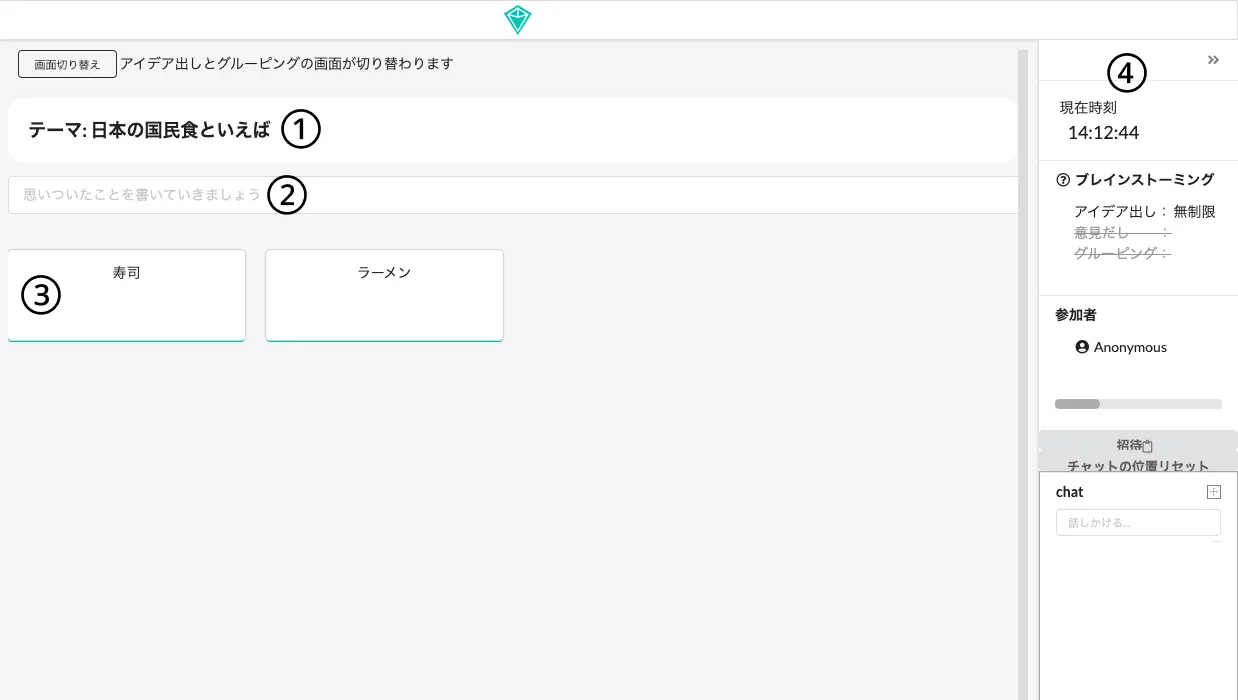 画面切り替え アイデア出しとグルーピングの画面が切り替わります
テーマ: 日本の国民食といえば ①
思いついたことを書いていきましょう ②
寿司
③
ラーメン
»
④
現在時刻
14:12:44
ブレインストーミング
アイデア出し： 無制限
意見だし　　：
グルーピング：
参加者
Anonymous
招待
チャットの位置リセット
chat
話しかける...